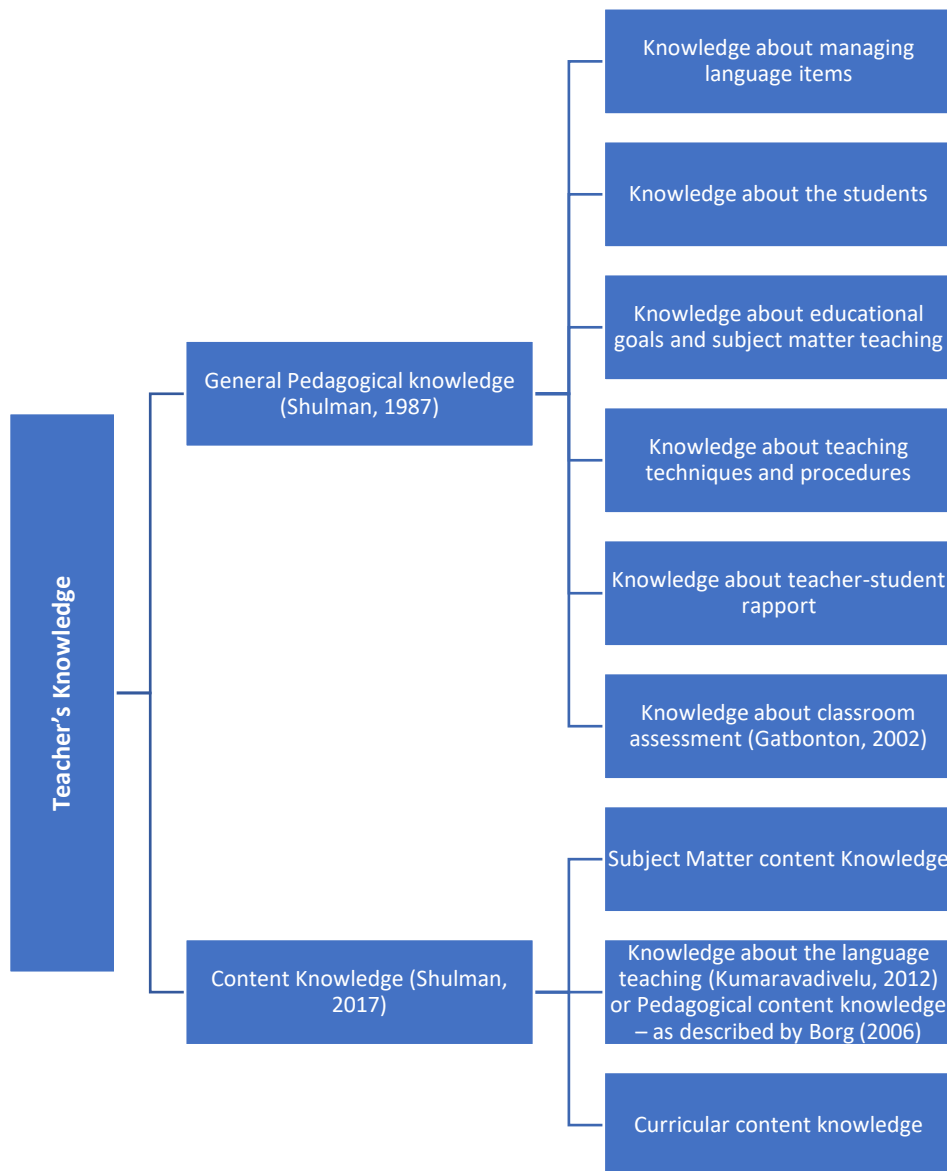 Teacher’s Knowledge
General Pedagogical knowledge
(Shulman, 1987)
Knowledge about managing
language items
Knowledge about the students
Knowledge about educational
goals and subject matter teaching
Knowledge about teaching
techniques and procedures
Knowledge about teacher-student
rapport
Knowledge about classroom
assessment (Gatbonton, 2002)
Content Knowledge (Shulman,
2017)
Subject Matter content Knowledge
Knowledge about the language
teaching (Kumaravadivelu, 2012)
or Pedagogical content knowledge
– as described by Borg (2006)
Curricular content knowledge